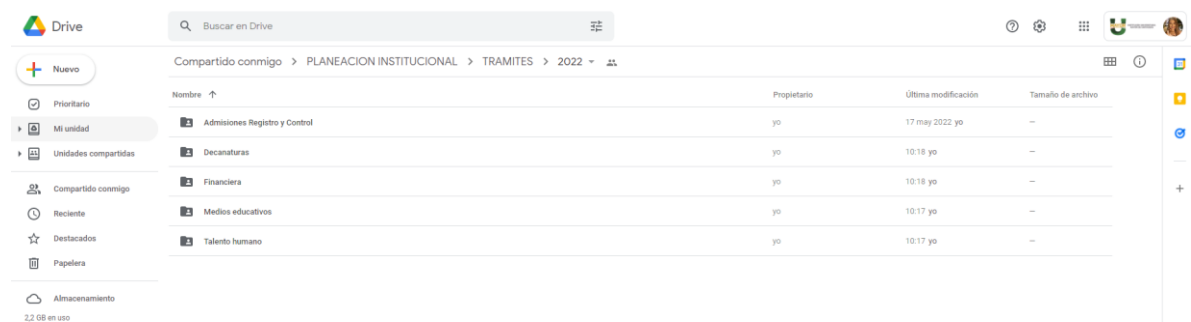 Drive
Buscar en Drive
Nuevo
Compartido conmigo > PLANEACION INSTITUCIONAL > TRAMITES > 2022
Nombre ↑ Propietario Última modificación Tamaño de archivo
Prioritario
Mi unidad
Unidades compartidas
Compartido conmigo
Reciente
Destacados
Papelera
Almacenamiento
2,2 GB en uso
Admisiones Registro y Control yo 17 may 2022 yo –
Decanaturas yo 10:18 yo –
Financiera yo 10:18 yo –
Medios educativos yo 10:17 yo –
Talento humano yo 10:17 yo –